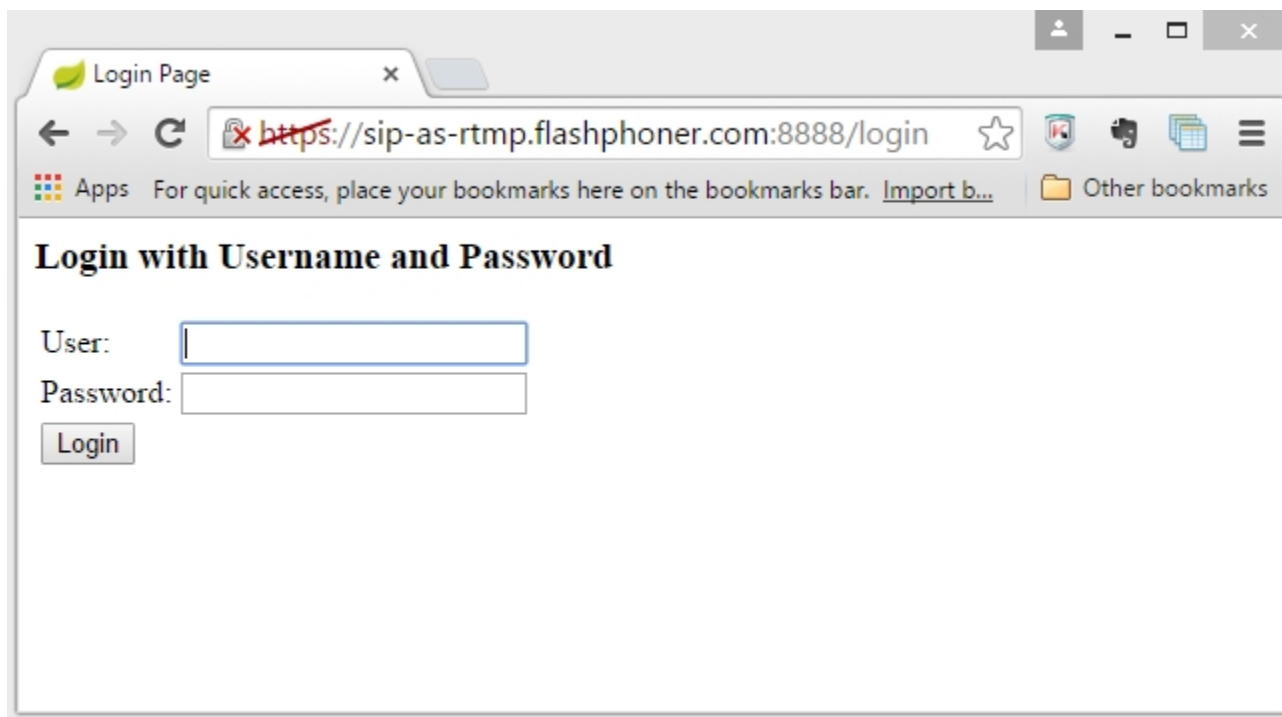 Login Page
https://sip-as-rtmp.flashphoner.com:8888/login
Apps For quick access, place your bookmarks here on the bookmarks bar. Import b... Other bookmarks
Login with Username and Password
User:
Password:
Login